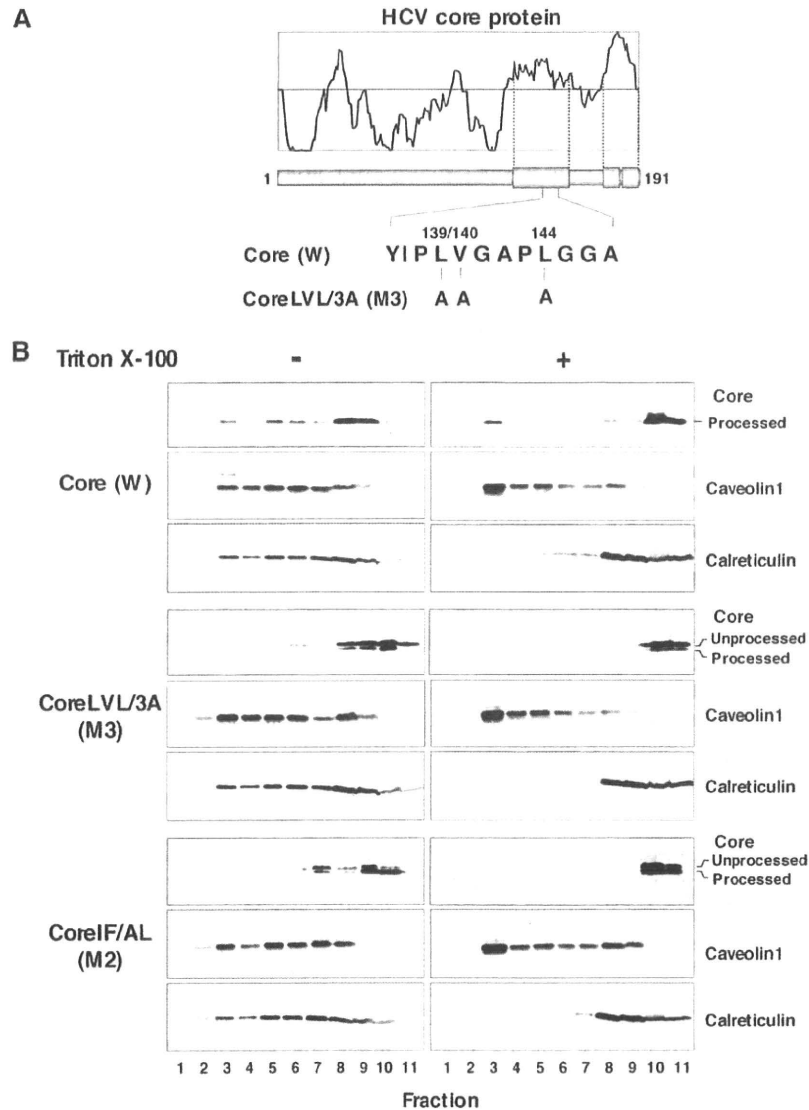 A
HCV core protein
1
191
139/140 144
Core (W) YIPLVGAPLGGA
CoreLVL/3A (M3) A A A
B
Triton X-100 - +
Core
Processed
Core (W)
Caveolin1
Calreticulin
Core
Unprocessed
Processed
CoreLVL/3A
(M3)
Caveolin1
Calreticulin
Core
Unprocessed
Processed
CoreIF/AL
(M2)
Caveolin1
Calreticulin
1 2 3 4 5 6 7 8 9 10 11 1 2 3 4 5 6 7 8 9 10 11
Fraction